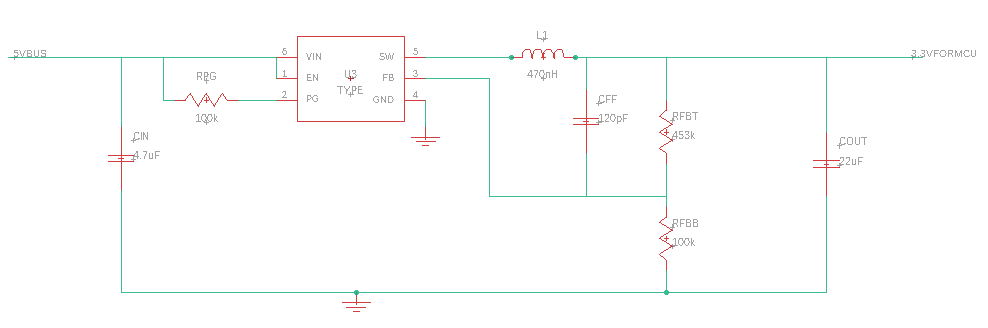 5VBUS
3.3VFORMCU
L1
470nH
6 VIN
SW 5
1 EN
FB 3
2 PG
GND 4
U3
TYPE
RPG
100k
CFF
120pF
RFBT
453k
CIN
4.7uF
COUT
22uF
RFBB
100k